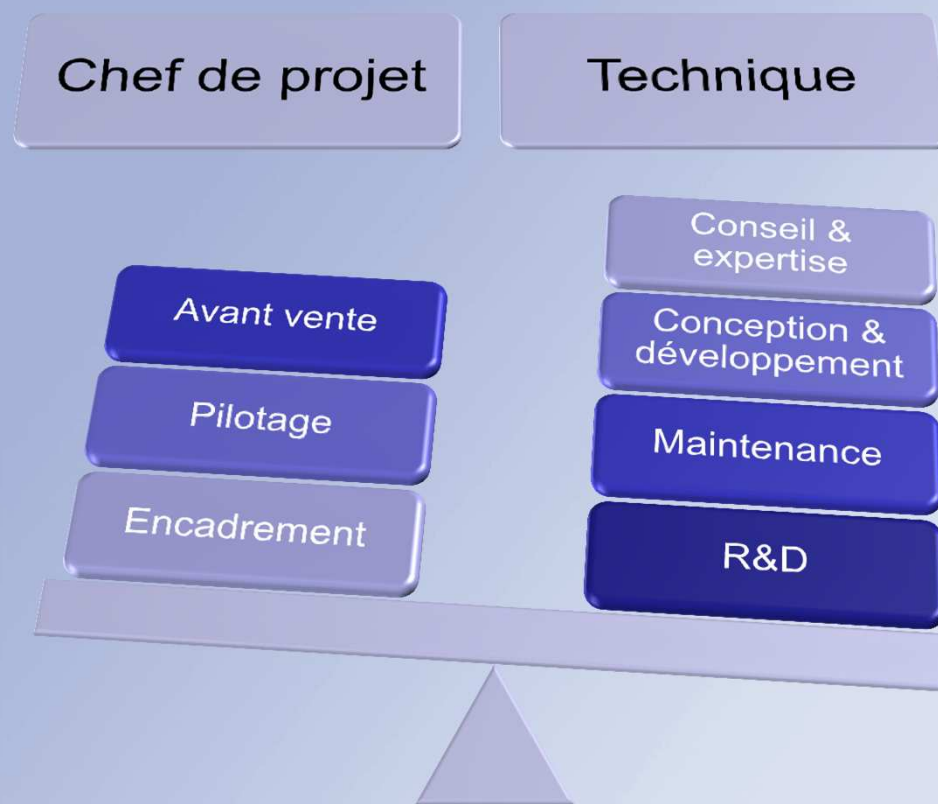 Chef de projet
Technique
Avant vente
Pilotage
Encadrement
Conseil &
expertise
Conception &
développement
Maintenance
R&D